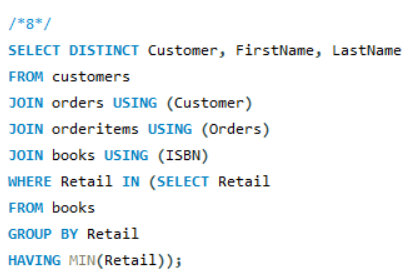 /*8*/
SELECT DISTINCT Customer, FirstName, LastName
FROM customers
JOIN orders USING (Customer)
JOIN orderitems USING (Orders)
JOIN books USING (ISBN)
WHERE Retail IN (SELECT Retail
FROM books
GROUP BY Retail
HAVING MIN(Retail));